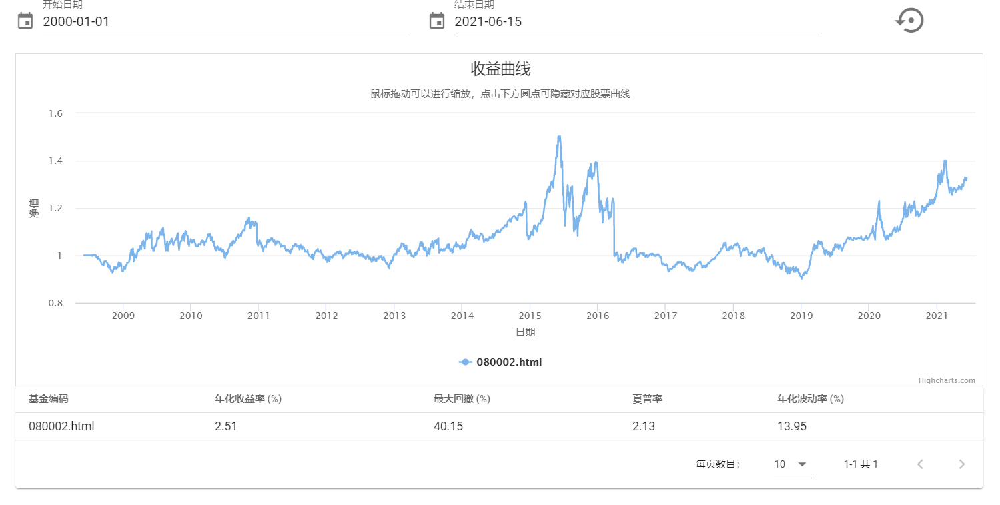 开始日期 结束日期
2000-01-01 2021-06-15
收益曲线
鼠标拖动可以进行缩放，点击下方圆点可隐藏对应股票曲线
1.6
1.4
1.2
1
0.8
净值
2009 2010 2011 2012 2013 2014 2015 2016 2017 2018 2019 2020 2021
日期
080002.html
Highcharts.com
基金编码 年化收益率 (%) 最大回撤 (%) 夏普率 年化波动率 (%)
080002.html 2.51 40.15 2.13 13.95
每页数目： 10 1-1 共 1